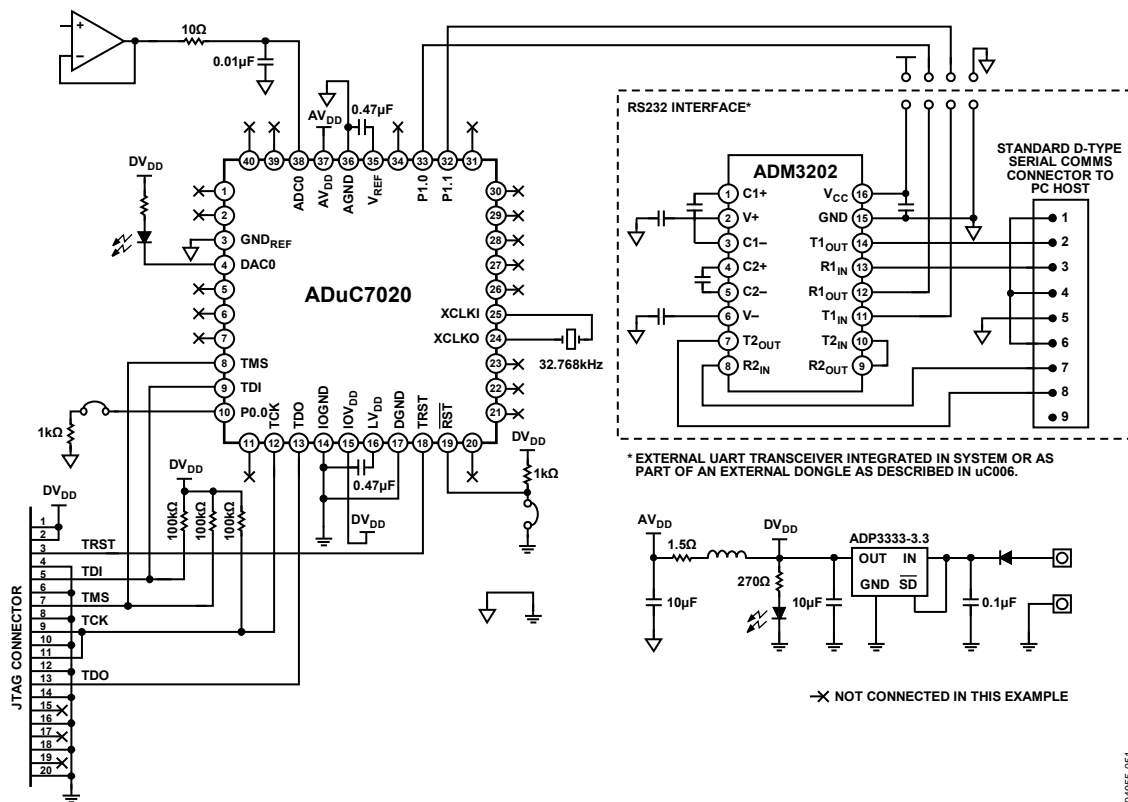 10Ω
0.01µF
AVDD
0.47µF
DVDD
40
39
38
37
36
35
34
33
32
31
ADC0
AVDD
AGND
VREF
P1.0
P1.1
1
2
3 GNDREF
4 DAC0
5
6
7
8 TMS
9 TDI
10 P0.0
ADuC7020
30
29
28
27
26
XCLKI 25
XCLKO 24
23
22
21
32.768kHz
TCK
TDO
IOGND
IOVDD
LVDD
DGND
TRST
RST
11
12
13
14
15
16
17
18
19
20
1kΩ
0.47µF
DVDD
DVDD
1kΩ
DVDD
100kΩ
100kΩ
100kΩ
DVDD
JTAG CONNECTOR
1
2
3 TRST
4
5 TDI
6
7 TMS
8
9 TCK
10
11
12
13 TDO
14
15
16
17
18
19
20
RS232 INTERFACE*
STANDARD D-TYPE
SERIAL COMMS
CONNECTOR TO
PC HOST
ADM3202
1 C1+
2 V+
3 C1–
4 C2+
5 C2–
6 V–
7 T2OUT
8 R2IN
VCC 16
GND 15
T1OUT 14
R1IN 13
R1OUT 12
T1IN 11
T2IN 10
R2OUT 9
1
2
3
4
5
6
7
8
9
* EXTERNAL UART TRANSCEIVER INTEGRATED IN SYSTEM OR AS
PART OF AN EXTERNAL DONGLE AS DESCRIBED IN uC006.
AVDD
1.5Ω
DVDD
ADP3333-3.3
OUT IN
GND SD
270Ω
10µF
10µF
0.1µF
NOT CONNECTED IN THIS EXAMPLE